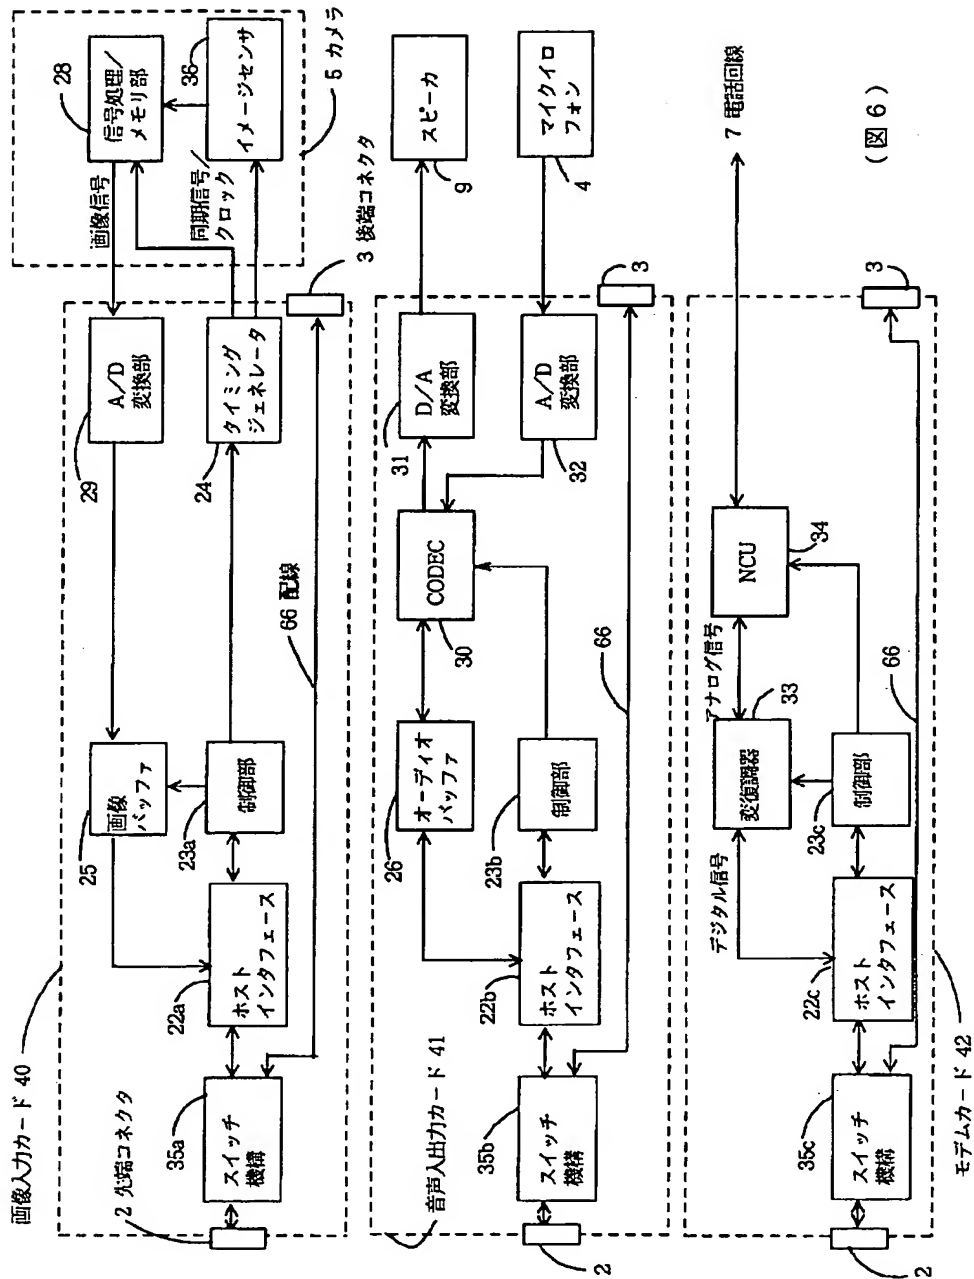 画像入力カード 40
2 先端コネクタ
35a
スイッチ
機構
22a
ホスト
インタフェース
25
画像
バッファ
23a
制御部
66 配線
29
A/D
変換部
24
タイミング
ジェネレータ
3 接端コネクタ
画像信号
同期信号/
クロック
28
信号処理/
メモリ部
36
イメージセンサ
5 カメラ
音声入出力カード 41
2
35b
スイッチ
機構
22b
ホスト
インタフェース
26
オーディオ
バッファ
23b
制御部
30
CODEC
66
31
D/A
変換部
32
A/D
変換部
3
9
スピーカ
4
マイクイロ
フォン
モデムカード 42
2
35c
スイッチ
機構
22c
ホスト
インタフェース
デジタル信号
33
変復調器
23c
制御部
アナログ信号
34
NCU
66
3
7 電話回線
(図6)